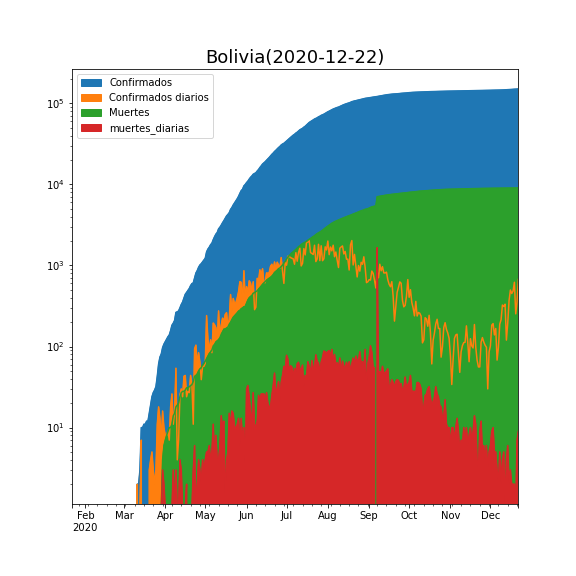 Bolivia(2020-12-22)
Confirmados
Confirmados diarios
Muertes
muertes_diarias
10^5
10^4
10^3
10^2
10^1
Feb Mar Apr May Jun Jul Aug Sep Oct Nov Dec
2020